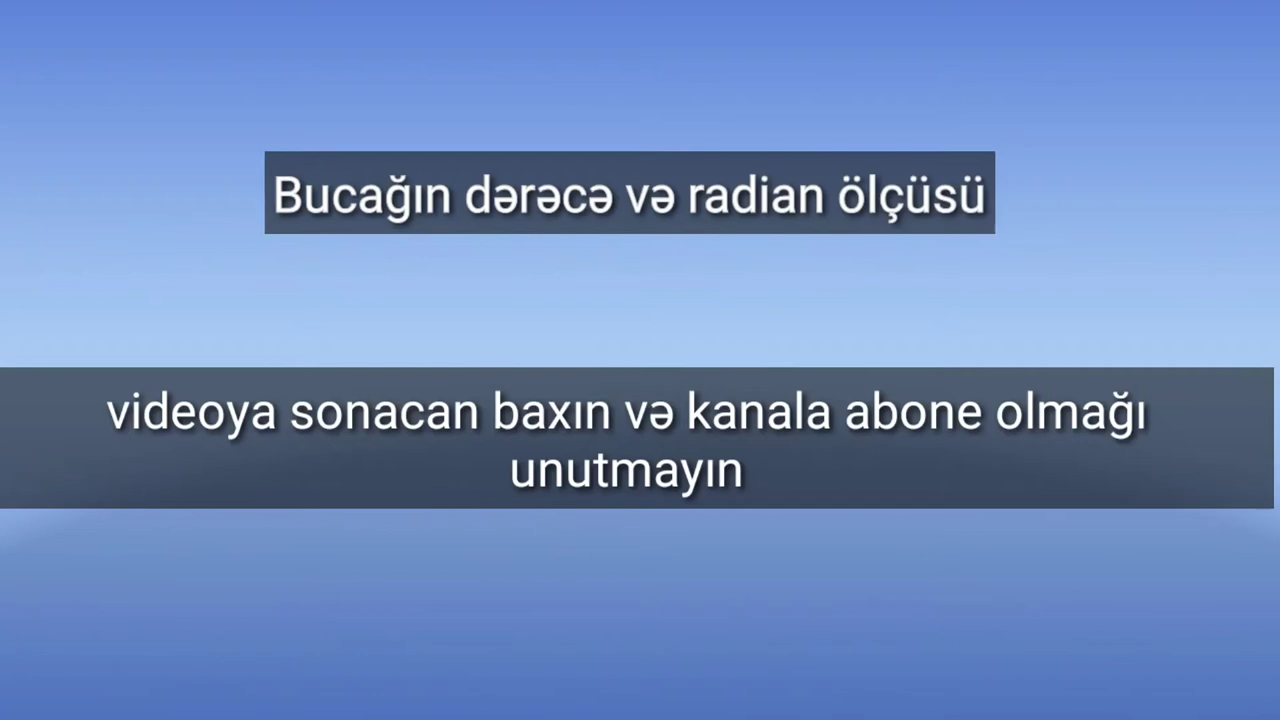 Bucağın dərəcə və radian ölçüsü
videoya sonacan baxın və kanala abone olmağı
unutmayın